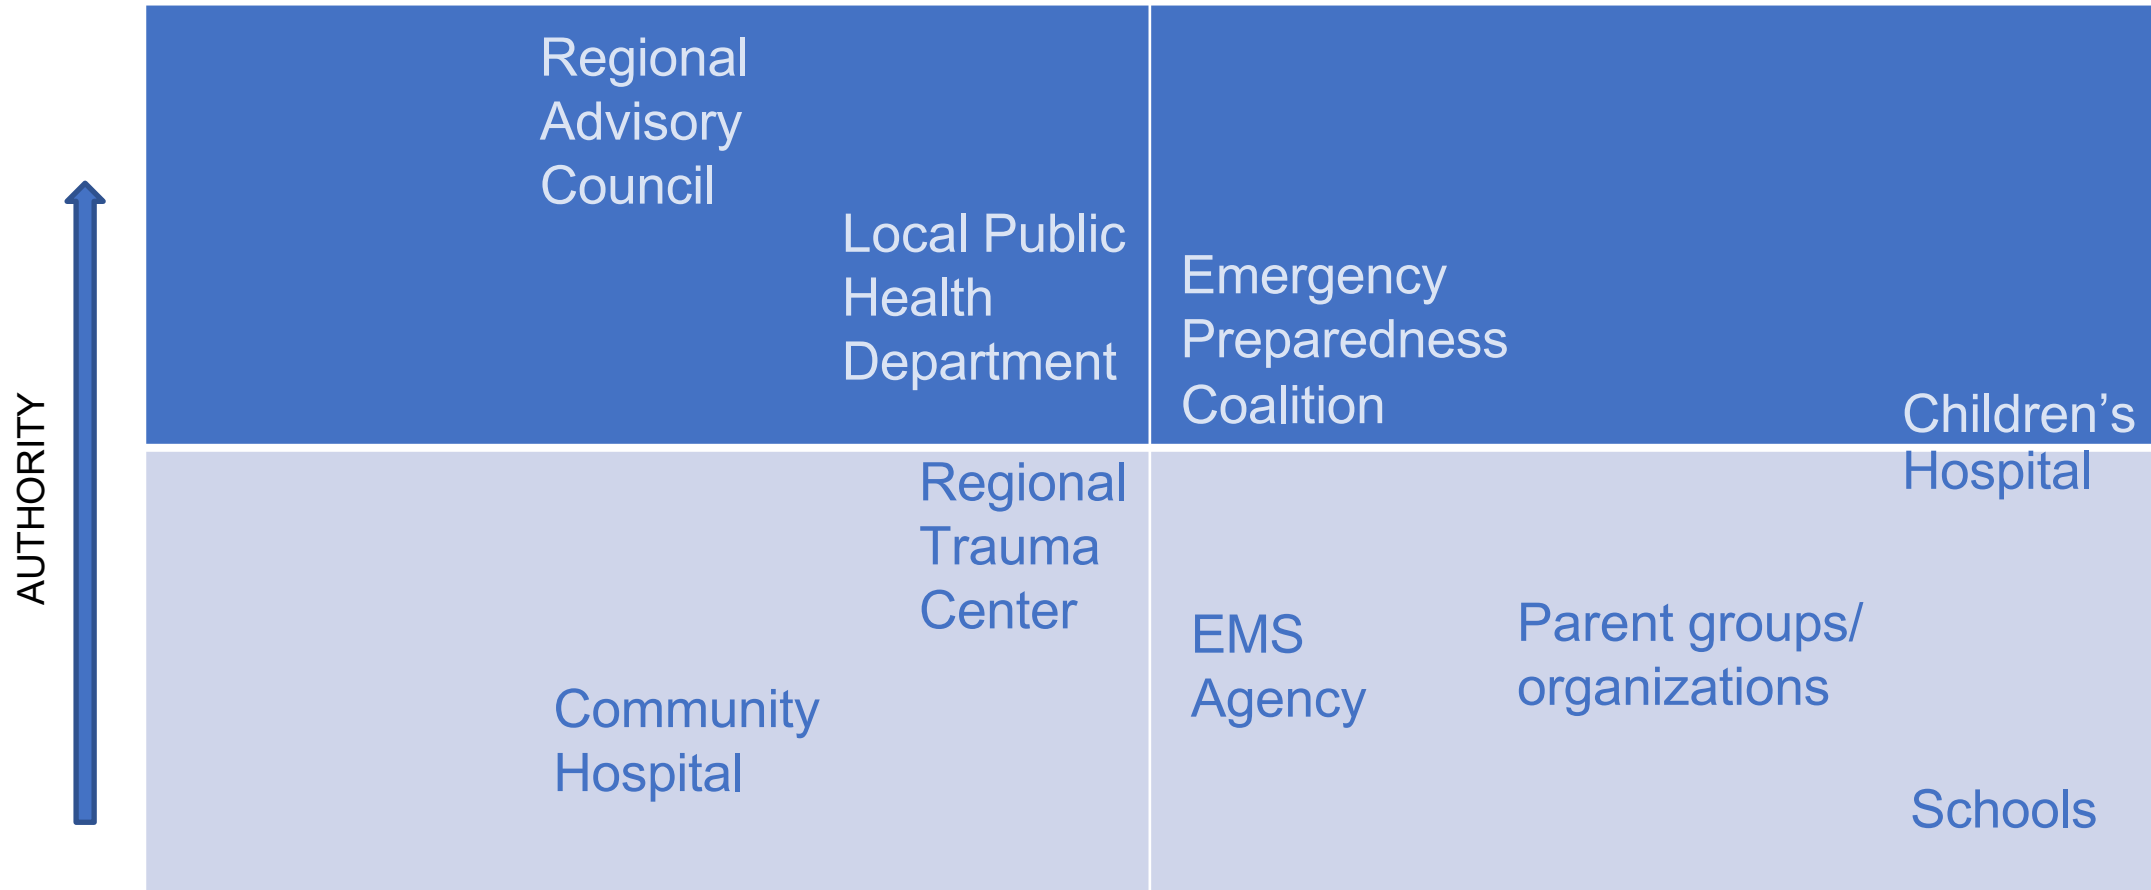 Regional
Advisory
Council
Local Public
Health
Department
Emergency
Preparedness
Coalition
Children’s
Hospital
AUTHORITY
Regional
Trauma
Center
Community
Hospital
EMS
Agency
Parent groups/
organizations
Schools